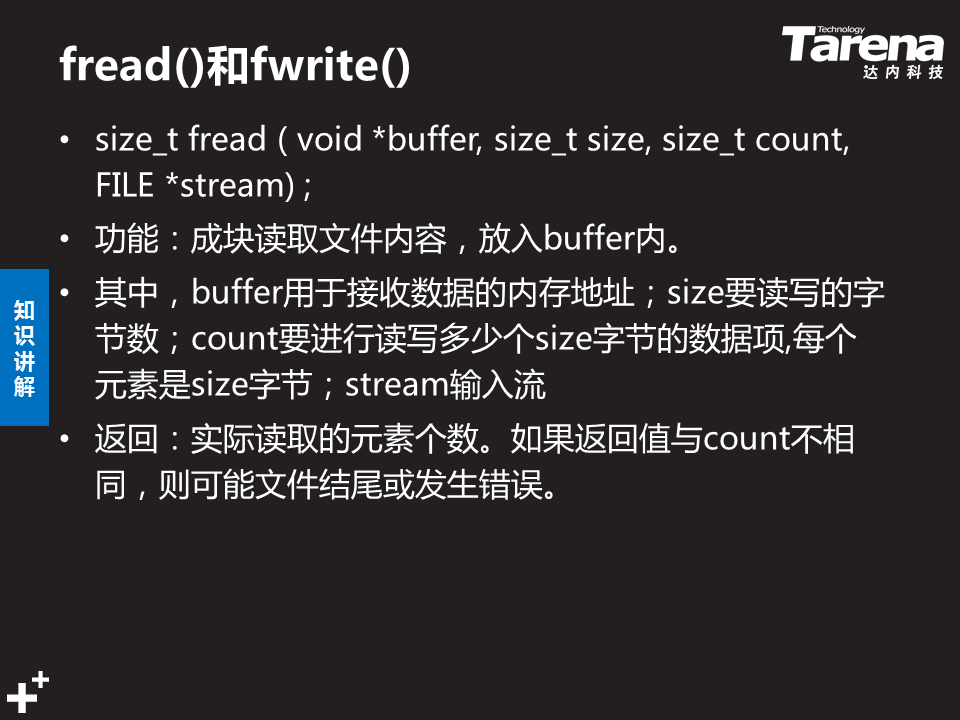 fread()和fwrite()
Technology
Tarena
达内科技
• size_t fread ( void *buffer, size_t size, size_t count,
FILE *stream) ;
• 功能：成块读取文件内容，放入buffer内。
• 其中，buffer用于接收数据的内存地址；size要读写的字
节数；count要进行读写多少个size字节的数据项,每个
元素是size字节；stream输入流
• 返回：实际读取的元素个数。如果返回值与count不相
同，则可能文件结尾或发生错误。
知
识
讲
解